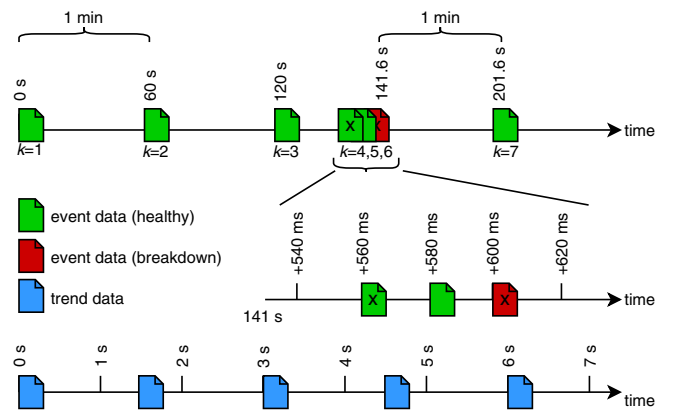 1 min
1 min
0 s
60 s
120 s
141.6 s
201.6 s
x
x
time
k=1
k=2
k=3
k=4,5,6
k=7
event data (healthy)
event data (breakdown)
trend data
+540 ms
+560 ms
+580 ms
+600 ms
+620 ms
x
x
time
141 s
0 s
1 s
2 s
3 s
4 s
5 s
6 s
7 s
time